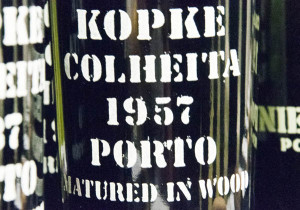 KOPKE
COLHEITA
1957
PORTO
MATURED IN WOOD